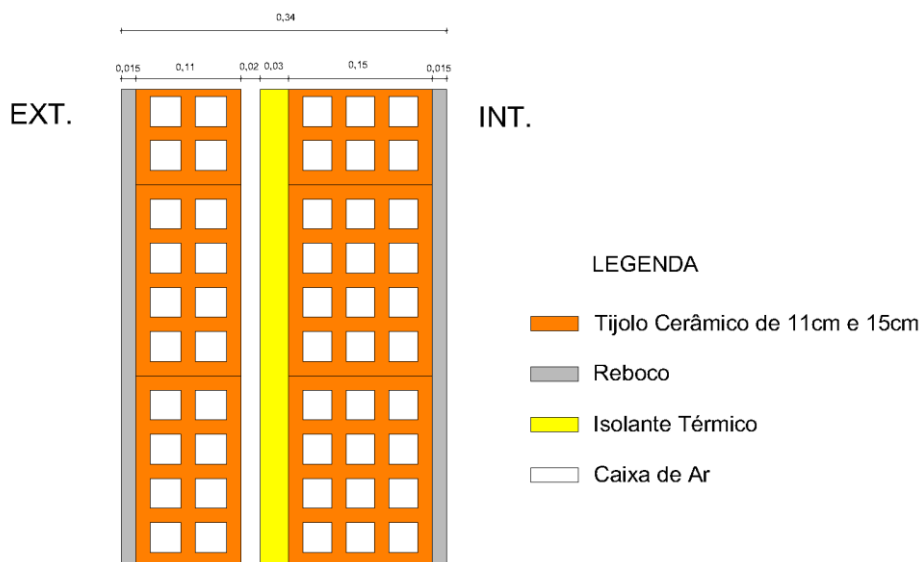 0,34
0,015 0,11 0,02 0,03 0,15 0,015
EXT.
INT.
LEGENDA
Tijolo Cerâmico de 11cm e 15cm
Reboco
Isolante Térmico
Caixa de Ar